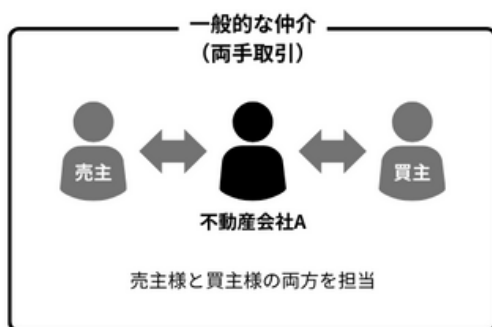 一般的な仲介
（両手取引）
売主
買主
不動産会社A
売主様と買主様の両方を担当